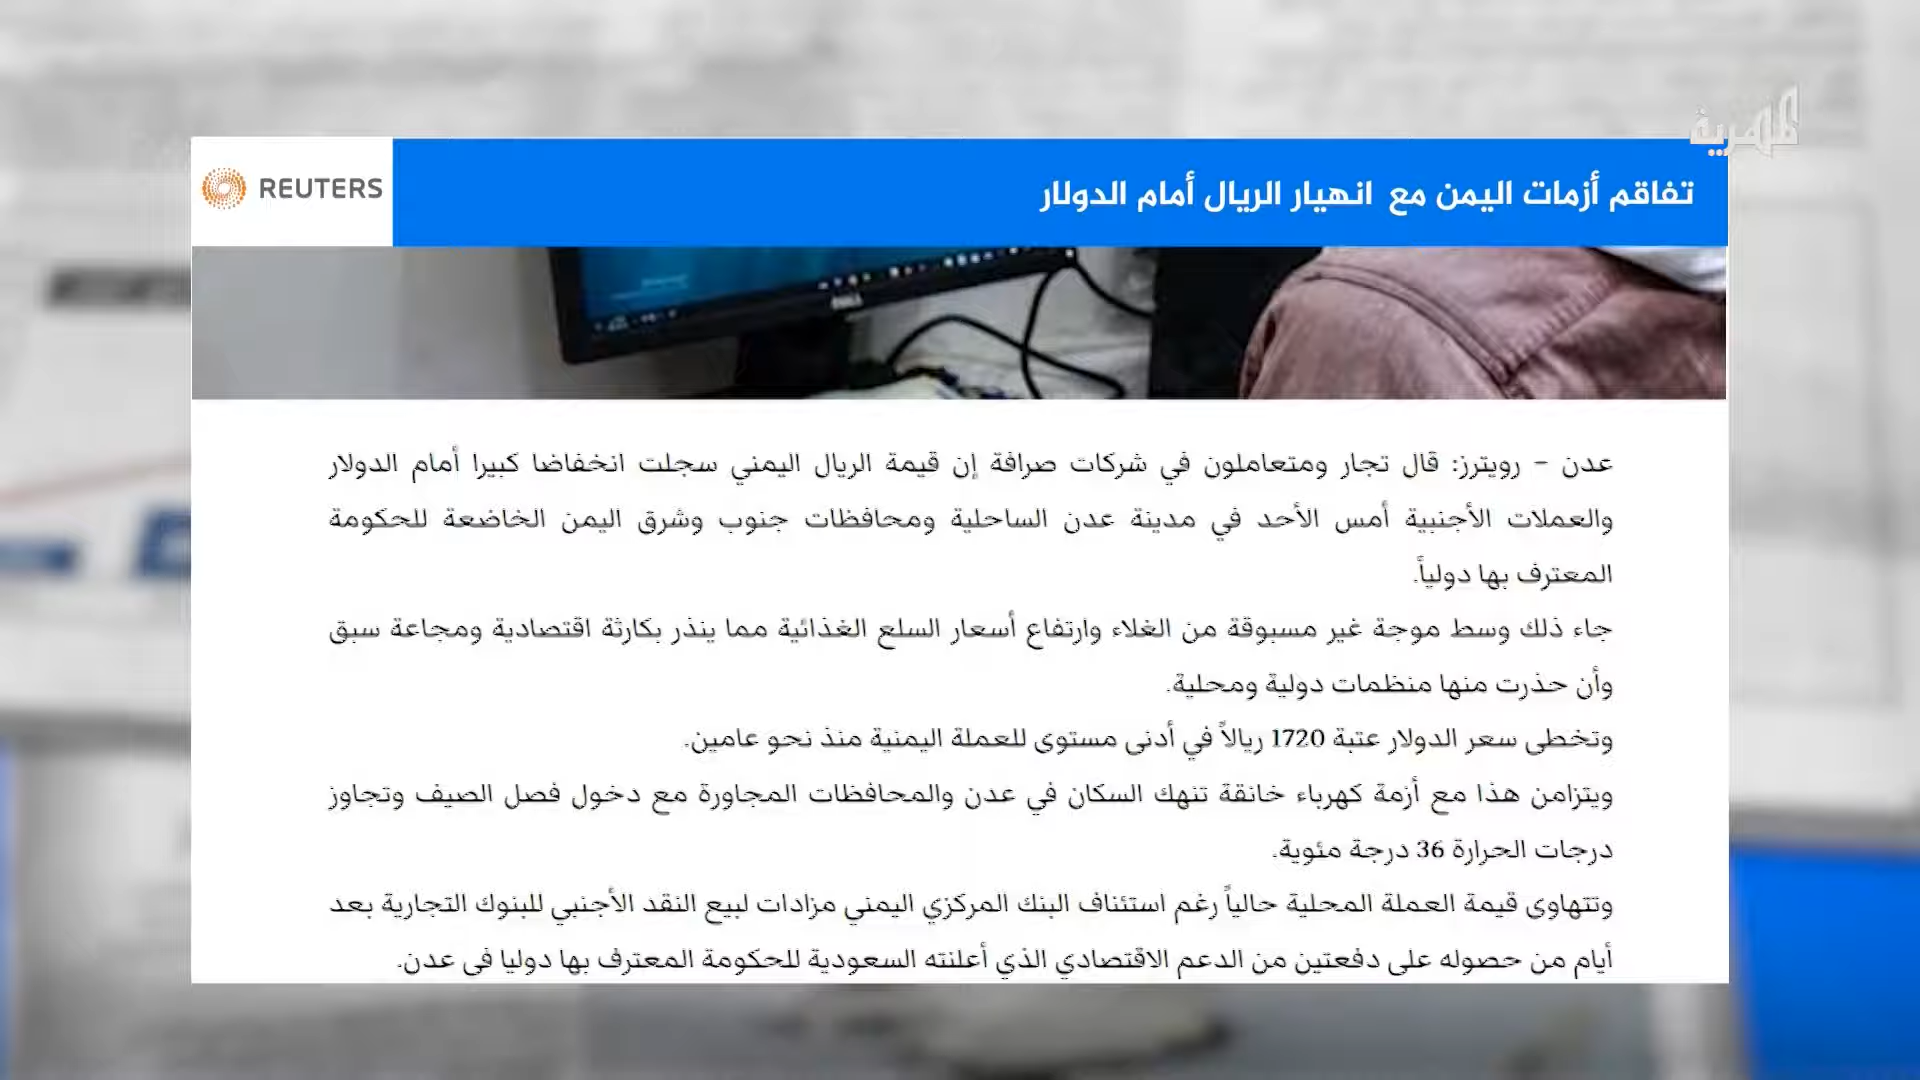 المهرية
REUTERS
تفاقم أزمات اليمن مع انهيار الريال أمام الدولار
DELL
عدن – رويترز: قال تجار ومتعاملون في شركات صرافة إن قيمة الريال اليمني سجلت انخفاضا كبيرا أمام الدولار
والعملات الأجنبية أمس الأحد في مدينة عدن الساحلية ومحافظات جنوب وشرق اليمن الخاضعة للحكومة
المعترف بها دولياً.
جاء ذلك وسط موجة غير مسبوقة من الغلاء وارتفاع أسعار السلع الغذائية مما ينذر بكارثة اقتصادية ومجاعة سبق
وأن حذرت منها منظمات دولية ومحلية.
وتخطى سعر الدولار عتبة 1720 ريالاً في أدنى مستوى للعملة اليمنية منذ نحو عامين.
ويتزامن هذا مع أزمة كهرباء خانقة تنهك السكان في عدن والمحافظات المجاورة مع دخول فصل الصيف وتجاوز
درجات الحرارة 36 درجة مئوية.
وتتهاوى قيمة العملة المحلية حالياً رغم استئناف البنك المركزي اليمني مزادات لبيع النقد الأجنبي للبنوك التجارية بعد
أيام من حصوله على دفعتين من الدعم الاقتصادي الذي أعلنته السعودية للحكومة المعترف بها دوليا في عدن.